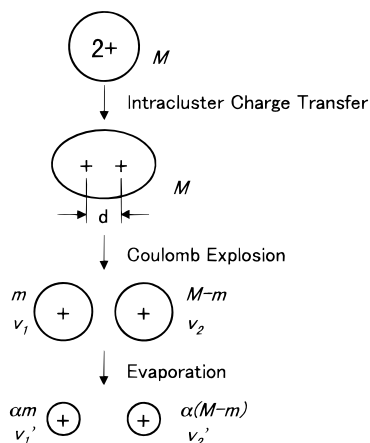 2+
M
Intracluster Charge Transfer
+ +
M
d
Coulomb Explosion
m M-m
+ +
v₁ v₂
Evaporation
αm α(M-m)
+ +
v₁' v₂'